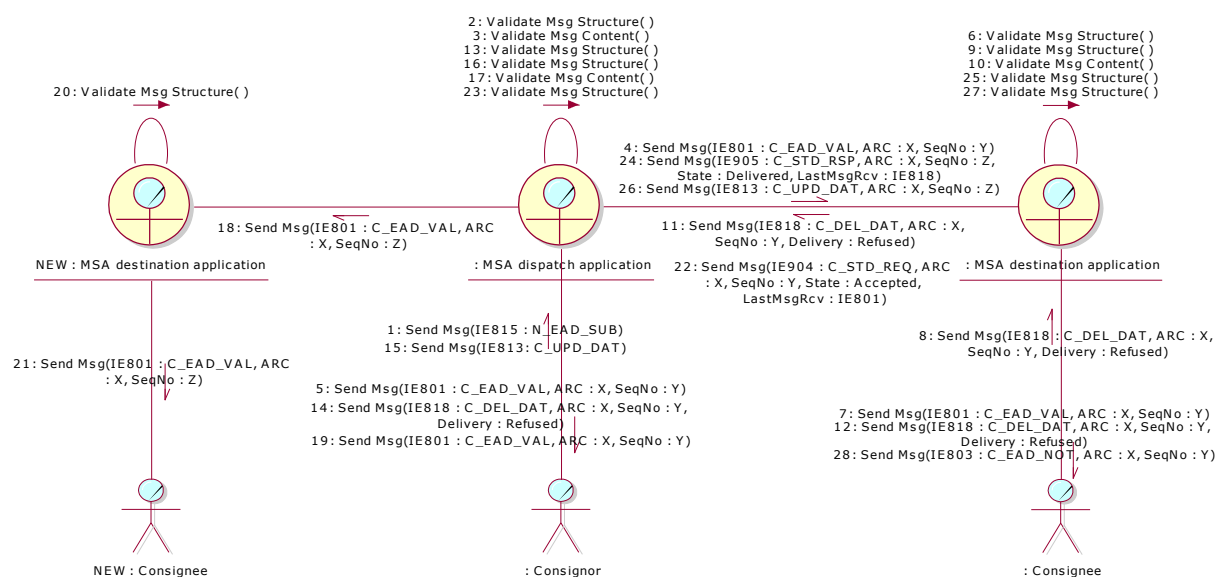 2: Validate Msg Structure( )
3: Validate Msg Content( )
13: Validate Msg Structure( )
16: Validate Msg Structure( )
17: Validate Msg Content( )
23: Validate Msg Structure( )
6: Validate Msg Structure( )
9: Validate Msg Structure( )
10: Validate Msg Content( )
25: Validate Msg Structure( )
27: Validate Msg Structure( )
20: Validate Msg Structure( )
4: Send Msg(IE801 : C_EAD_VAL, ARC : X, SeqNo : Y)
24: Send Msg(IE905 : C_STD_RSP, ARC : X, SeqNo : Z,
State : Delivered, LastMsgRcv : IE818)
26: Send Msg(IE813 : C_UPD_DAT, ARC : X, SeqNo : Z)
18: Send Msg(IE801 : C_EAD_VAL, ARC
: X, SeqNo : Z)
11: Send Msg(IE818 : C_DEL_DAT, ARC : X,
SeqNo : Y, Delivery : Refused)
NEW : MSA destination application
: MSA dispatch application
: MSA destination application
22: Send Msg(IE904 : C_STD_REQ, ARC
: X, SeqNo : Y, State : Accepted,
LastMsgRcv : IE801)
1: Send Msg(IE815 : N_EAD_SUB)
15: Send Msg(IE813: C_UPD_DAT)
8: Send Msg(IE818 : C_DEL_DAT, ARC : X,
SeqNo : Y, Delivery : Refused)
21: Send Msg(IE801 : C_EAD_VAL, ARC
: X, SeqNo : Z)
5: Send Msg(IE801 : C_EAD_VAL, ARC : X, SeqNo : Y)
14: Send Msg(IE818 : C_DEL_DAT, ARC : X, SeqNo : Y,
Delivery : Refused)
19: Send Msg(IE801 : C_EAD_VAL, ARC : X, SeqNo : Y)
7: Send Msg(IE801 : C_EAD_VAL, ARC : X, SeqNo : Y)
12: Send Msg(IE818 : C_DEL_DAT, ARC : X, SeqNo : Y,
Delivery : Refused)
28: Send Msg(IE803 : C_EAD_NOT, ARC : X, SeqNo : Y)
NEW : Consignee
: Consignor
: Consignee